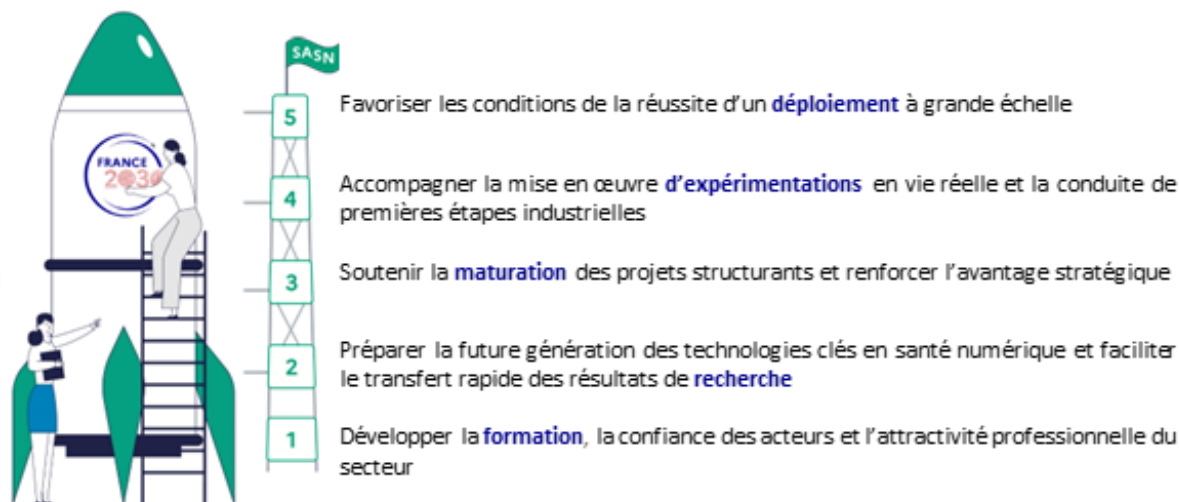 SASN
5
Favoriser les conditions de la réussite d'un déploiement à grande échelle
FRANCE
2030
4
Accompagner la mise en œuvre d'expérimentations en vie réelle et la conduite de
premières étapes industrielles
3
Soutenir la maturation des projets structurants et renforcer l'avantage stratégique
2
Préparer la future génération des technologies clés en santé numérique et faciliter
le transfert rapide des résultats de recherche
1
Développer la formation, la confiance des acteurs et l'attractivité professionnelle du
secteur